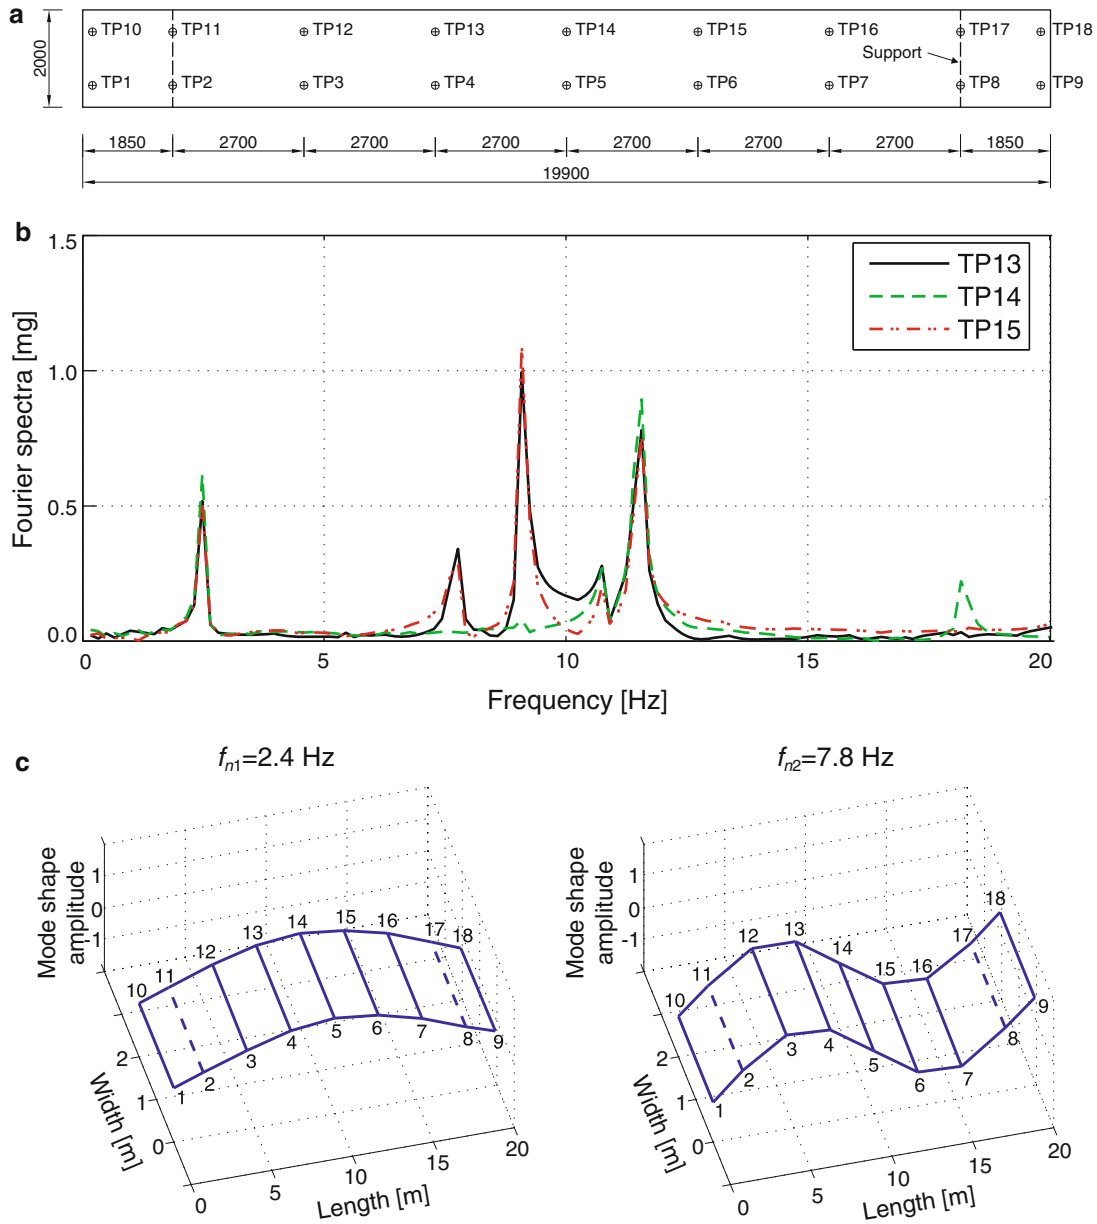 a
TP10 TP11 TP12 TP13 TP14 TP15 TP16 TP17 TP18
Support
2000
TP1 TP2 TP3 TP4 TP5 TP6 TP7 TP8 TP9
1850 2700 2700 2700 2700 2700 2700 1850
19900
b
1.5
1.0
0.5
0.0
Fourier spectra [mg]
TP13
TP14
TP15
0 5 10 15 20
Frequency [Hz]
c
fn1=2.4 Hz
Mode shape
amplitude
1
0
-1
10 11 12 13 14 15 16 17 18
1 2 3 4 5 6 7 8 9
2
1
0
Width [m]
0 5 10 15 20
Length [m]
fn2=7.8 Hz
Mode shape
amplitude
1
0
-1
10 11 12 13 14 15 16 17 18
1 2 3 4 5 6 7 8 9
2
1
0
Width [m]
0 5 10 15 20
Length [m]